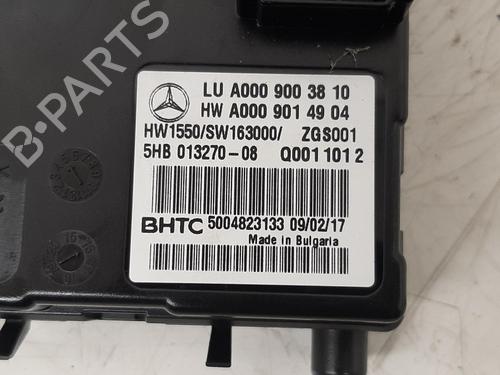 B-PARTS
LU A000 900 38 10
HW A000 901 49 04
HW1550/SW163000/ ZGS001
5HB 013270-08 Q001 101 2
BHTC 5004823133 09/02/17
Made in Bulgaria